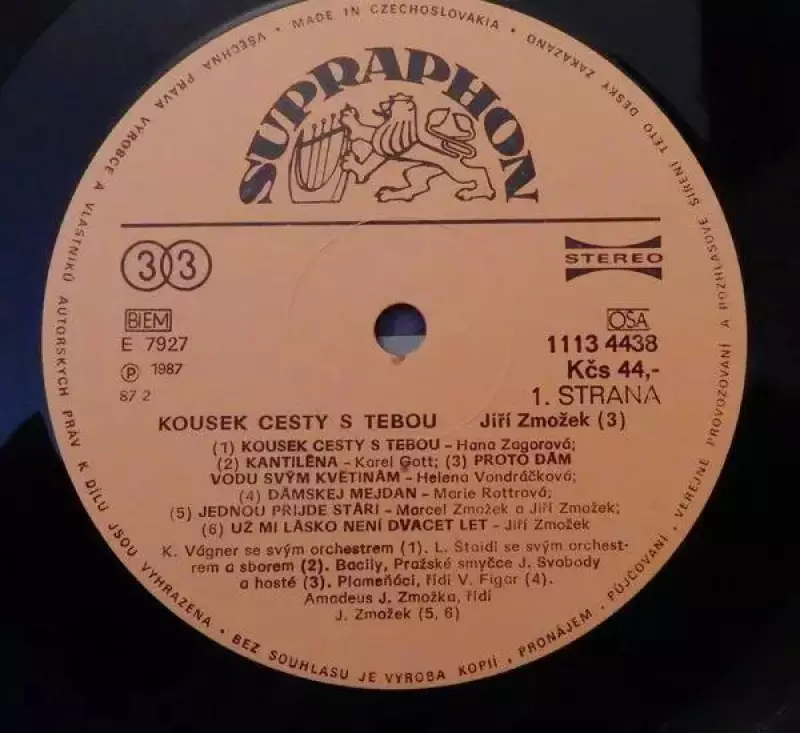 MADE IN CZECHOSLOVAKIA • VŠECHNA PRÁVA VÝROBCE A VLASTNÍKŮ AUTORSKÝCH PRÁV K DÍLU JSOU VYHRAZENA • BEZ SOUHLASU JE VÝROBA KOPIÍ • PRONÁJEM • PŮJČOVÁNÍ • VEŘEJNÉ PROVOZOVÁNÍ A ROZHLASOVÉ ŠÍŘENÍ TÉTO DESKY ZAKÁZÁNO •
SUPRAPHON
33
STEREO
BIEM
OSA
E 7927
1113 4438
Ⓟ 1987
Kčs 44,-
87 2
1. STRANA
KOUSEK CESTY S TEBOU Jiří Zmožek (3)
(1) KOUSEK CESTY S TEBOU – Hana Zagorová;
(2) KANTILÉNA – Karel Gott; (3) PROTO DÁM
VODU SVÝM KVĚTINÁM – Helena Vondráčková;
(4) DÁMSKEJ MEJDAN – Marie Rottrová;
(5) JEDNOU PŘIJDE STÁŘÍ – Marcel Zmožek a Jiří Zmožek;
(6) UŽ MI LÁSKO NENÍ DVACET LET – Jiří Zmožek
K. Vágner se svým orchestrem (1). L. Štaidl se svým orchest-
rem a sborem (2). Bacily, Pražské smyčce J. Svobody
a hosté (3). Plameňáci, řídí V. Figar (4).
Amadeus J. Zmožka, řídí
J. Zmožek (5, 6)